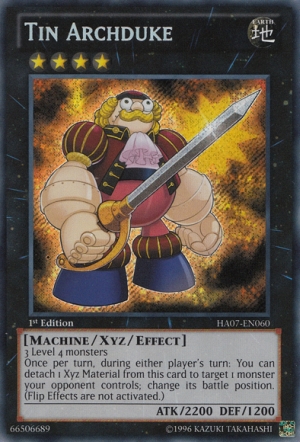 Tin Archduke
EARTH
地
1st Edition
HA07-EN060
[Machine/Xyz/Effect]
3 Level 4 monsters
Once per turn, during either player's turn: You can
detach 1 Xyz Material from this card to target 1 monster
your opponent controls; change its battle position.
(Flip Effects are not activated.)
ATK/2200 DEF/1200
66506689
©1996 KAZUKI TAKAHASHI